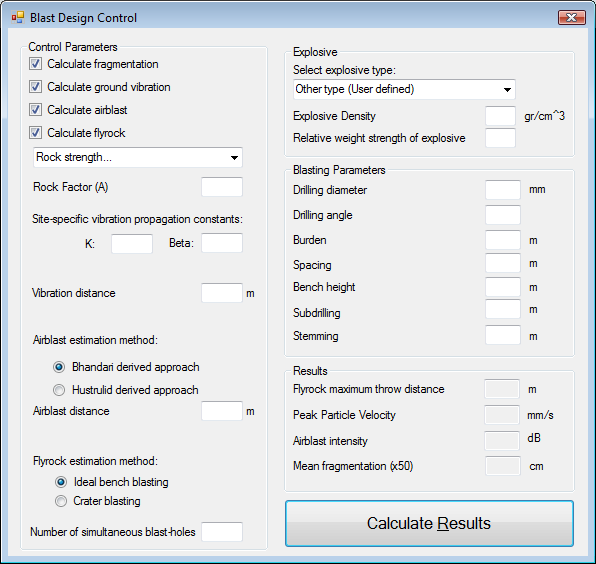 Blast Design Control
Control Parameters
Calculate fragmentation
Calculate ground vibration
Calculate airblast
Calculate flyrock
Rock strength...
Rock Factor (A)
Site-specific vibration propagation constants:
K: Beta:
Vibration distance m
Airblast estimation method:
Bhandari derived approach
Hustrulid derived approach
Airblast distance m
Flyrock estimation method:
Ideal bench blasting
Crater blasting
Number of simultaneous blast-holes
Explosive
Select explosive type:
Other type (User defined)
Explosive Density gr/cm^3
Relative weight strength of explosive
Blasting Parameters
Drilling diameter mm
Drilling angle
Burden m
Spacing m
Bench height m
Subdrilling m
Stemming m
Results
Flyrock maximum throw distance m
Peak Particle Velocity mm/s
Airblast intensity dB
Mean fragmentation (x50) cm
Calculate Results